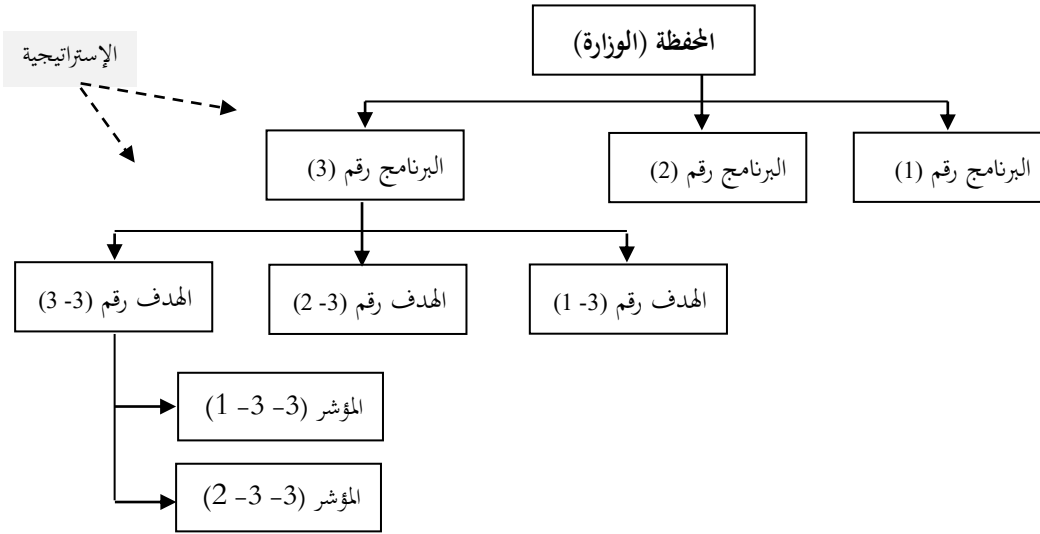 المحفظة (الوزارة)
الإستراتيجية
البرنامج رقم (1)
البرنامج رقم (2)
البرنامج رقم (3)
الهدف رقم (3- 1)
الهدف رقم (3- 2)
الهدف رقم (3- 3)
المؤشر (3- 3- 1)
المؤشر (3- 3- 2)